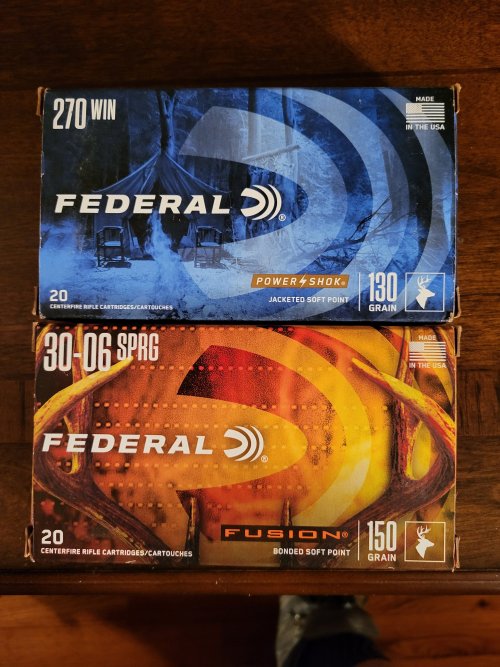 270 WIN
MADE
IN THE USA
FEDERAL®
POWER SHOK®
20
CENTERFIRE RIFLE CARTRIDGES/CARTOUCHES
JACKETED SOFT POINT
130
GRAIN
30-06 SPRG
MADE
IN THE USA
FEDERAL®
FUSION®
20
CENTERFIRE RIFLE CARTRIDGES/CARTOUCHES
BONDED SOFT POINT
150
GRAIN